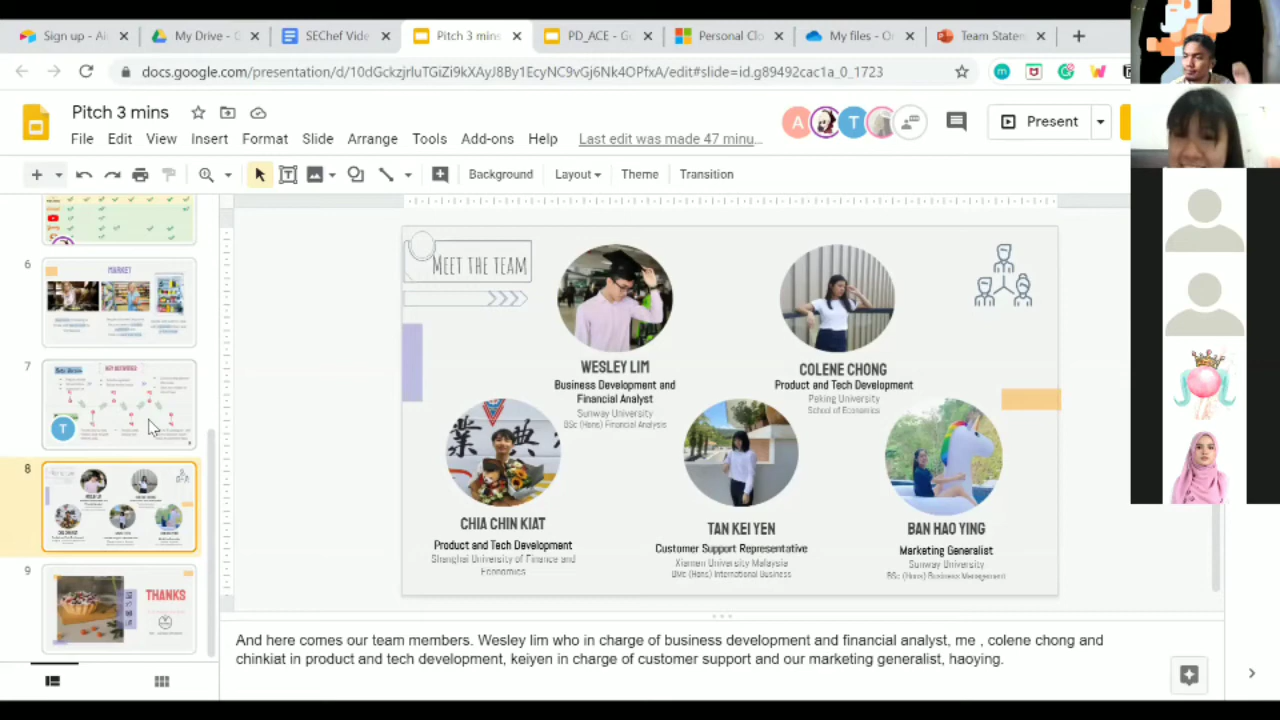 Sign up - Ai
My Drive - G
SEChef Vide
Pitch 3 mins
PD_ACE - Go
Personal Clo
My files - On
Team Staten
docs.google.com/presentation/d/10dGckzjrluTGiZi9kXAyJ8By1EcyNC9vGj6Nk4OPfxA/edit#slide=id.g89492cac1a_0_1723
Pitch 3 mins
File Edit View Insert Format Slide Arrange Tools Add-ons Help Last edit was made 47 minu...
A T
Present
Background Layout Theme Transition
6
MARKET
7
KEY ACTIVITIES
T
8
9
THANKS
MEET THE TEAM
WESLEY LIM
Business Development and
Financial Analyst
Sunway University
BSc (Hons) Financial Analysis
COLENE CHONG
Product and Tech Development
Peking University
School of Economics
業 典
CHIA CHIN KIAT
Product and Tech Development
Shanghai University of Finance and
Economics
TAN KEI YEN
Customer Support Representative
Xiamen University Malaysia
BMc (Hons) International Business
BAN HAO YING
Marketing Generalist
Sunway University
BSc (Hons) Business Management
And here comes our team members. Wesley lim who in charge of business development and financial analyst, me , colene chong and
chinkiat in product and tech development, keiyen in charge of customer support and our marketing generalist, haoying.